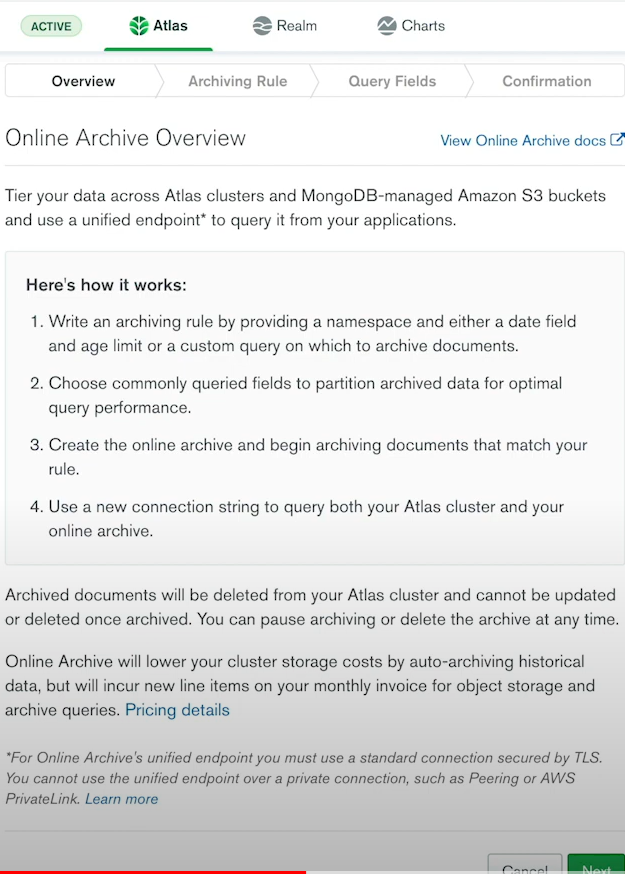 ACTIVE Atlas Realm Charts
Overview Archiving Rule Query Fields Confirmation
Online Archive Overview View Online Archive docs
Tier your data across Atlas clusters and MongoDB-managed Amazon S3 buckets
and use a unified endpoint* to query it from your applications.
Here's how it works:
1. Write an archiving rule by providing a namespace and either a date field
and age limit or a custom query on which to archive documents.
2. Choose commonly queried fields to partition archived data for optimal
query performance.
3. Create the online archive and begin archiving documents that match your
rule.
4. Use a new connection string to query both your Atlas cluster and your
online archive.
Archived documents will be deleted from your Atlas cluster and cannot be updated
or deleted once archived. You can pause archiving or delete the archive at any time.
Online Archive will lower your cluster storage costs by auto-archiving historical
data, but will incur new line items on your monthly invoice for object storage and
archive queries. Pricing details
*For Online Archive's unified endpoint you must use a standard connection secured by TLS.
You cannot use the unified endpoint over a private connection, such as Peering or AWS
PrivateLink. Learn more
Cancel Next